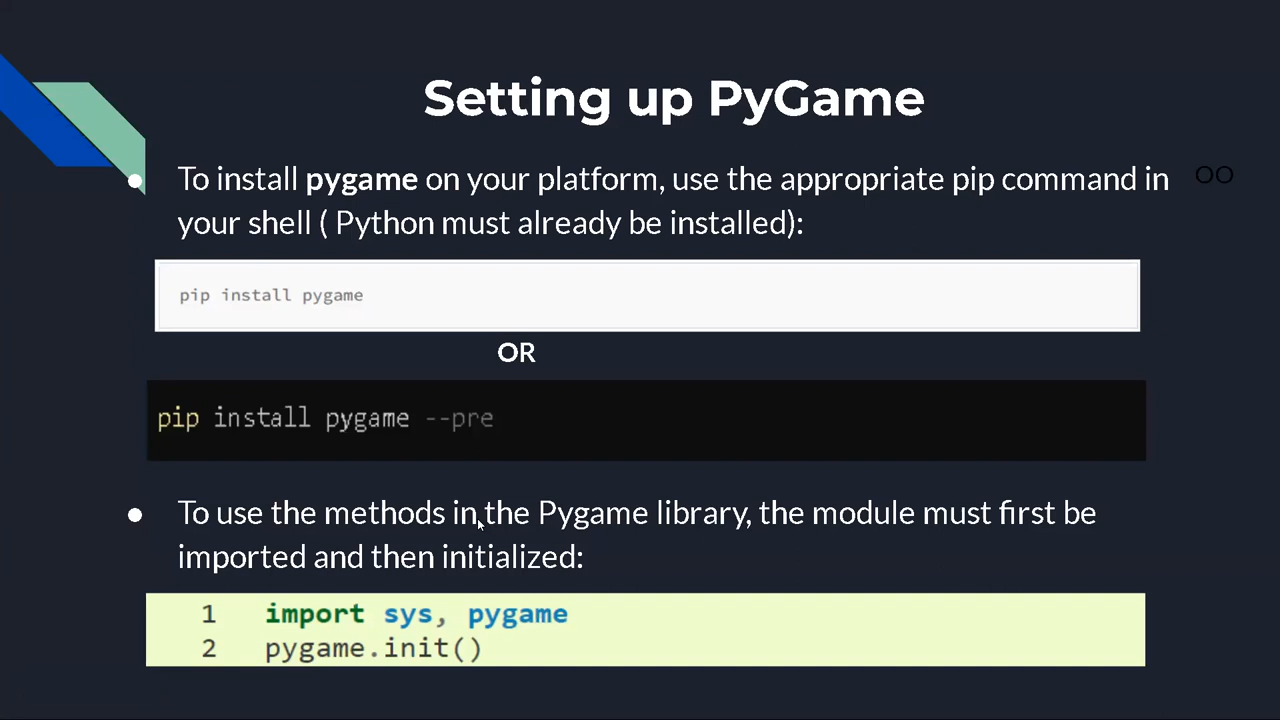 Setting up PyGame
● To install pygame on your platform, use the appropriate pip command in
your shell ( Python must already be installed):
OO
pip install pygame
OR
pip install pygame --pre
● To use the methods in the Pygame library, the module must first be
imported and then initialized:
1 import sys, pygame
2 pygame.init()